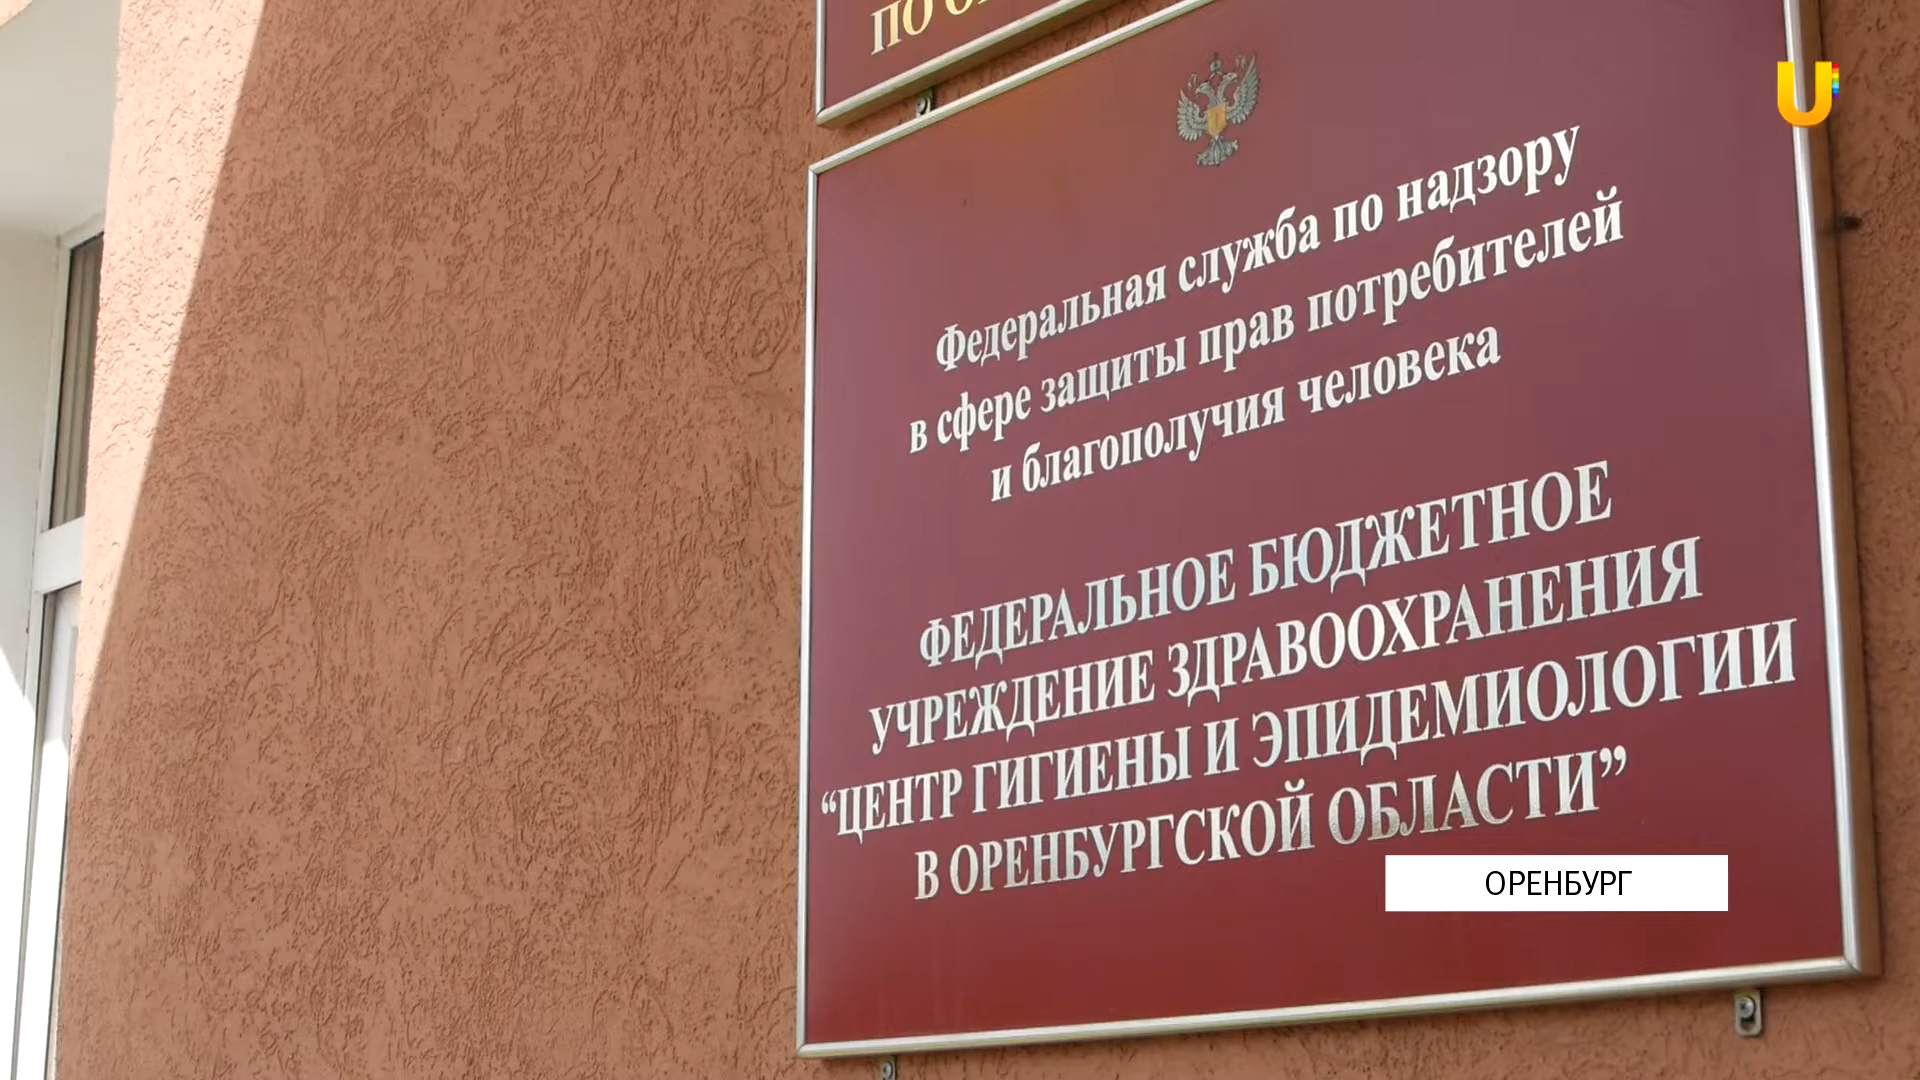 ПО
U
Федеральная служба по надзору
в сфере защиты прав потребителей
и благополучия человека
ФЕДЕРАЛЬНОЕ БЮДЖЕТНОЕ
УЧРЕЖДЕНИЕ ЗДРАВООХРАНЕНИЯ
“ЦЕНТР ГИГИЕНЫ И ЭПИДЕМИОЛОГИИ
В ОРЕНБУРГСКОЙ ОБЛАСТИ”
ОРЕНБУРГ